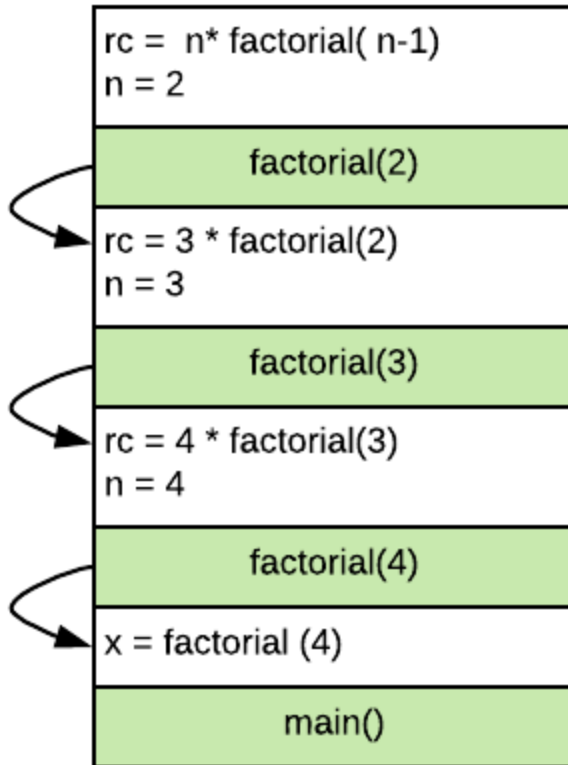 rc =  n* factorial( n-1)
n = 2
factorial(2)
rc = 3 * factorial(2)
n = 3
factorial(3)
rc = 4 * factorial(3)
n = 4
factorial(4)
x = factorial (4)
main()